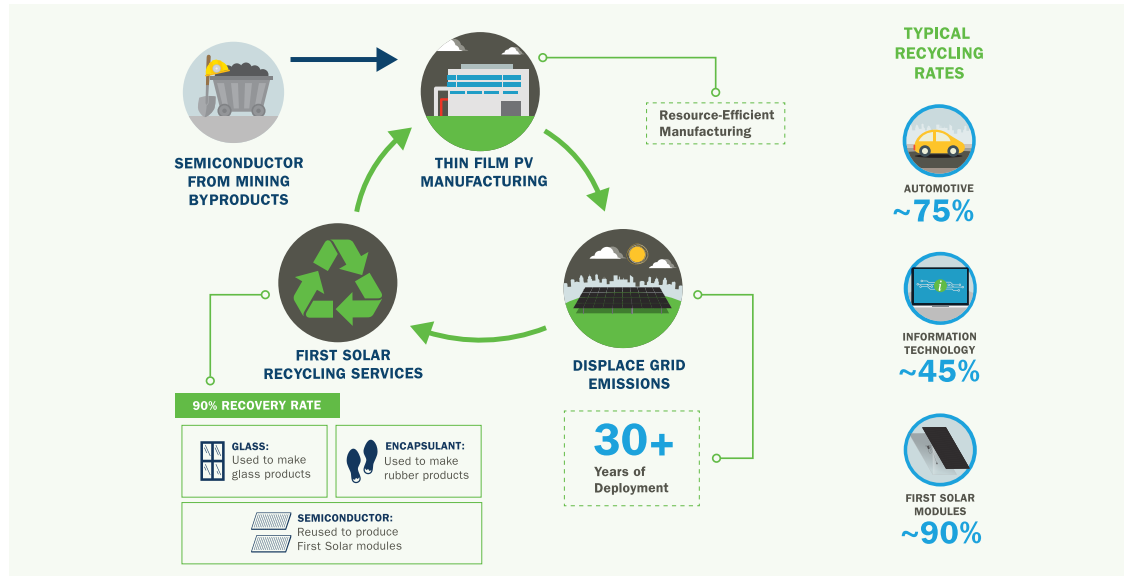 SEMICONDUCTOR
FROM MINING
BYPRODUCTS
THIN FILM PV
MANUFACTURING
Resource-Efficient
Manufacturing
FIRST SOLAR
RECYCLING SERVICES
DISPLACE GRID
EMISSIONS
90% RECOVERY RATE
GLASS:
Used to make
glass products
ENCAPSULANT:
Used to make
rubber products
SEMICONDUCTOR:
Reused to produce
First Solar modules
30+
Years of
Deployment
TYPICAL
RECYCLING
RATES
AUTOMOTIVE
~75%
i
INFORMATION
TECHNOLOGY
~45%
FIRST SOLAR
MODULES
~90%